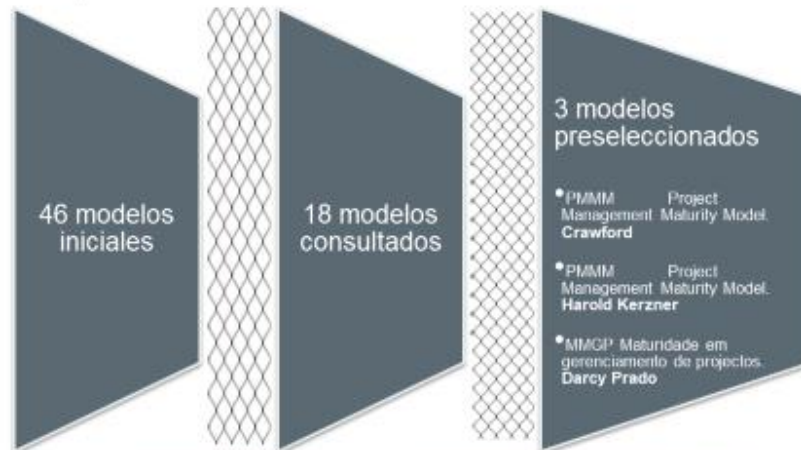 46 modelos
iniciales
18 modelos
consultados
3 modelos
preseleccionados
•PMMM Project
Management Maturity Model.
Crawford
•PMMM Project
Management Maturity Model.
Harold Kerzner
•MMGP Maturidade em
gerenciamento de projectos.
Darcy Prado